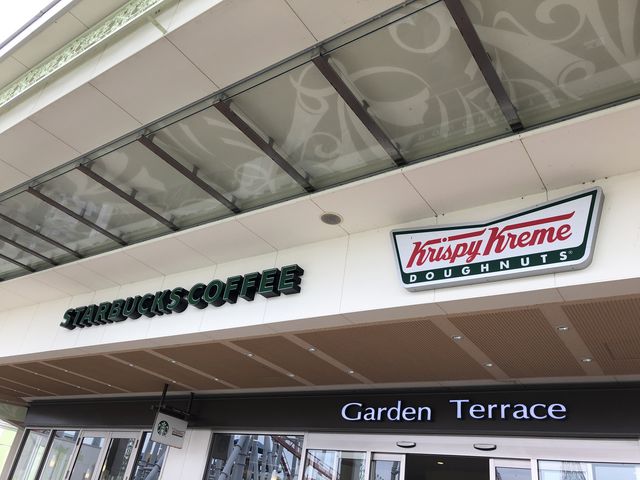 STARBUCKS COFFEE
Krispy Kreme
DOUGHNUTS
Garden Terrace